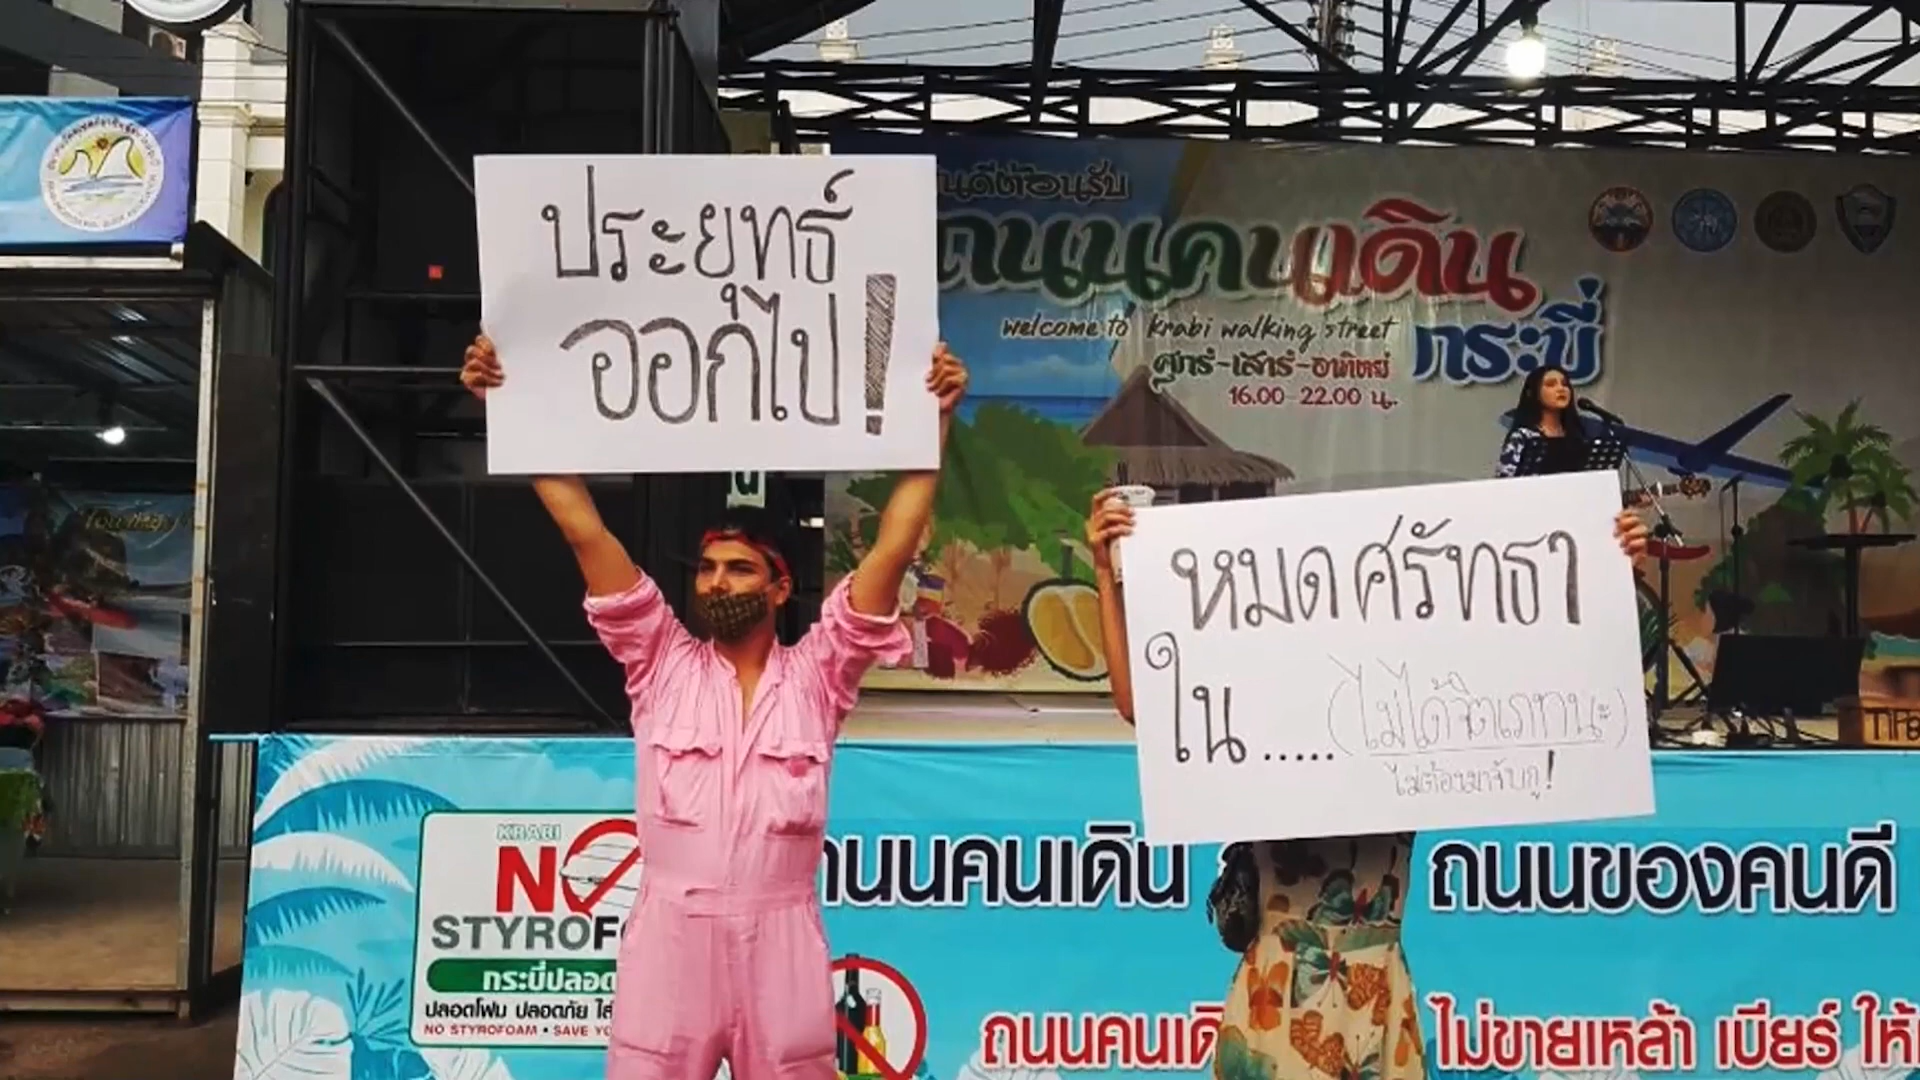 ประยุทธ์
ออกไป!
หมดศรัทธา
ใน.....(ไม่ได้จิตเภทนะ)
ไม่ต้องมาจับกู!
ถนนคนเดิน
welcome to krabi walking street
กระบี่
ศุกร์-เสาร์-อาทิตย์
16.00 22.00 น.
KRABI
NO
STYROF
กระบี่ปลอด
ปลอดโฟม ปลอดภัย
NO STYROFOAM • SAVE
ถนนคนเดิน
ถนนของคนดี
ถนนคนเดิ
ไม่ขายเหล้า เบียร์ ให้